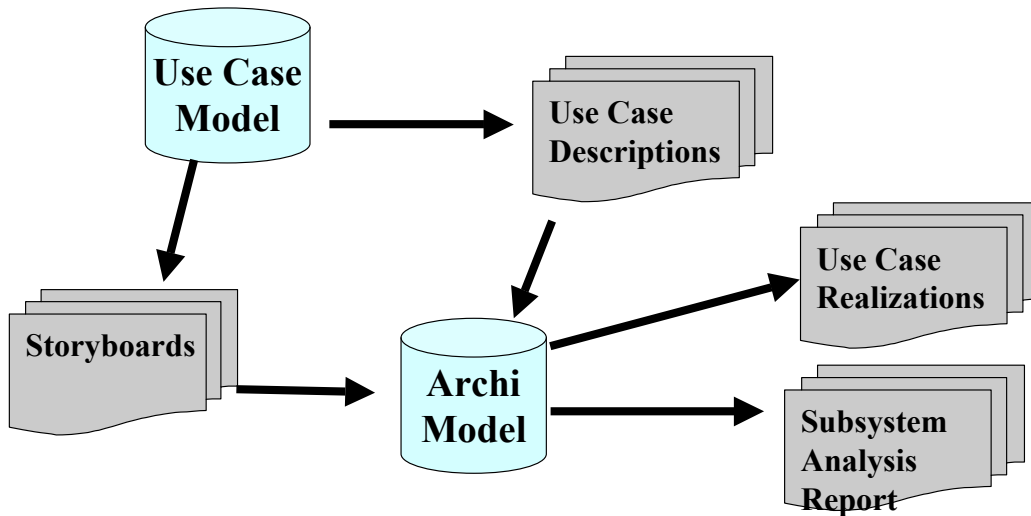 Use Case
Model
Use Case
Descriptions
Use Case
Realizations
Storyboards
Archi
Model
Subsystem
Analysis
Report